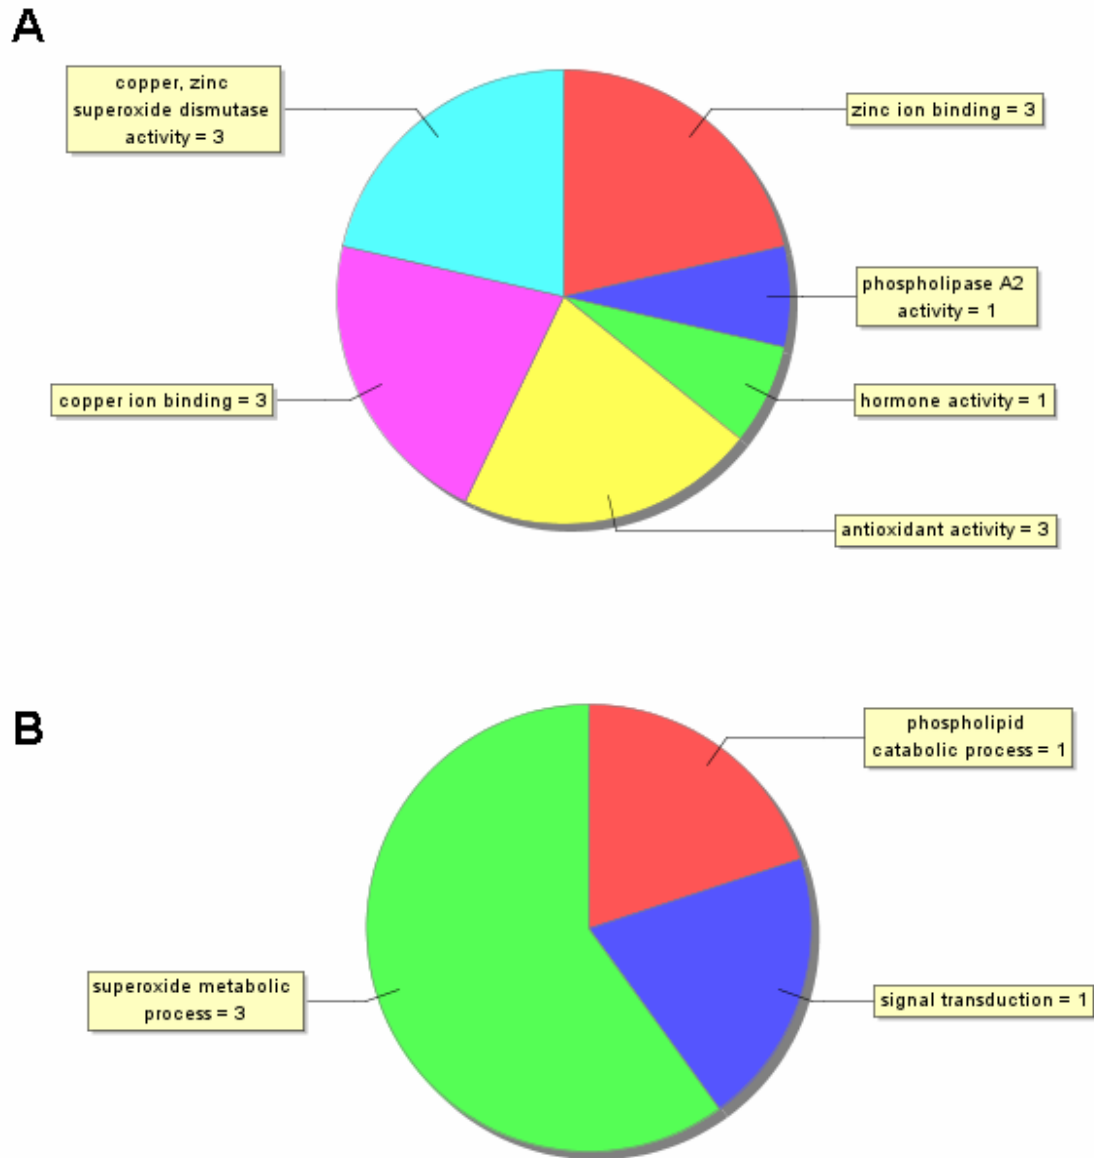 A
copper, zinc
superoxide dismutase
activity = 3
zinc ion binding = 3
phospholipase A2
activity = 1
copper ion binding = 3
hormone activity = 1
antioxidant activity = 3
B
phospholipid
catabolic process = 1
superoxide metabolic
process = 3
signal transduction = 1